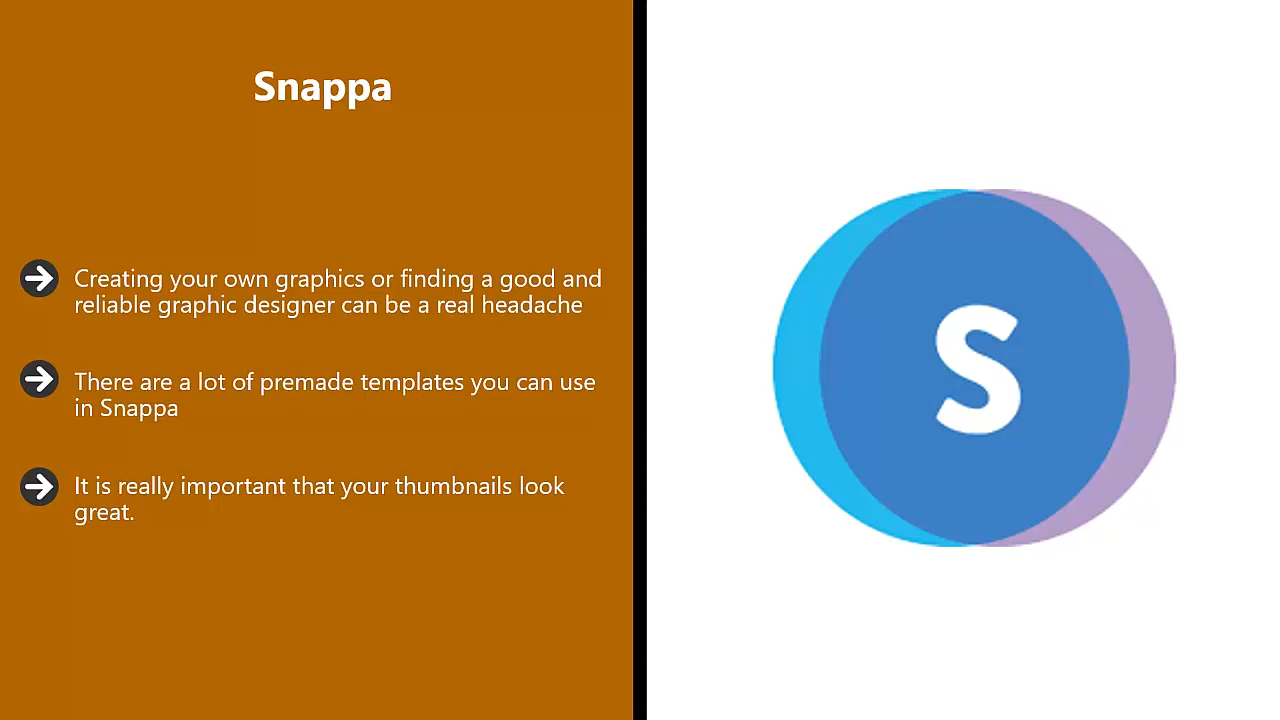 Snappa
Creating your own graphics or finding a good and
reliable graphic designer can be a real headache
There are a lot of premade templates you can use
in Snappa
It is really important that your thumbnails look
great.
S